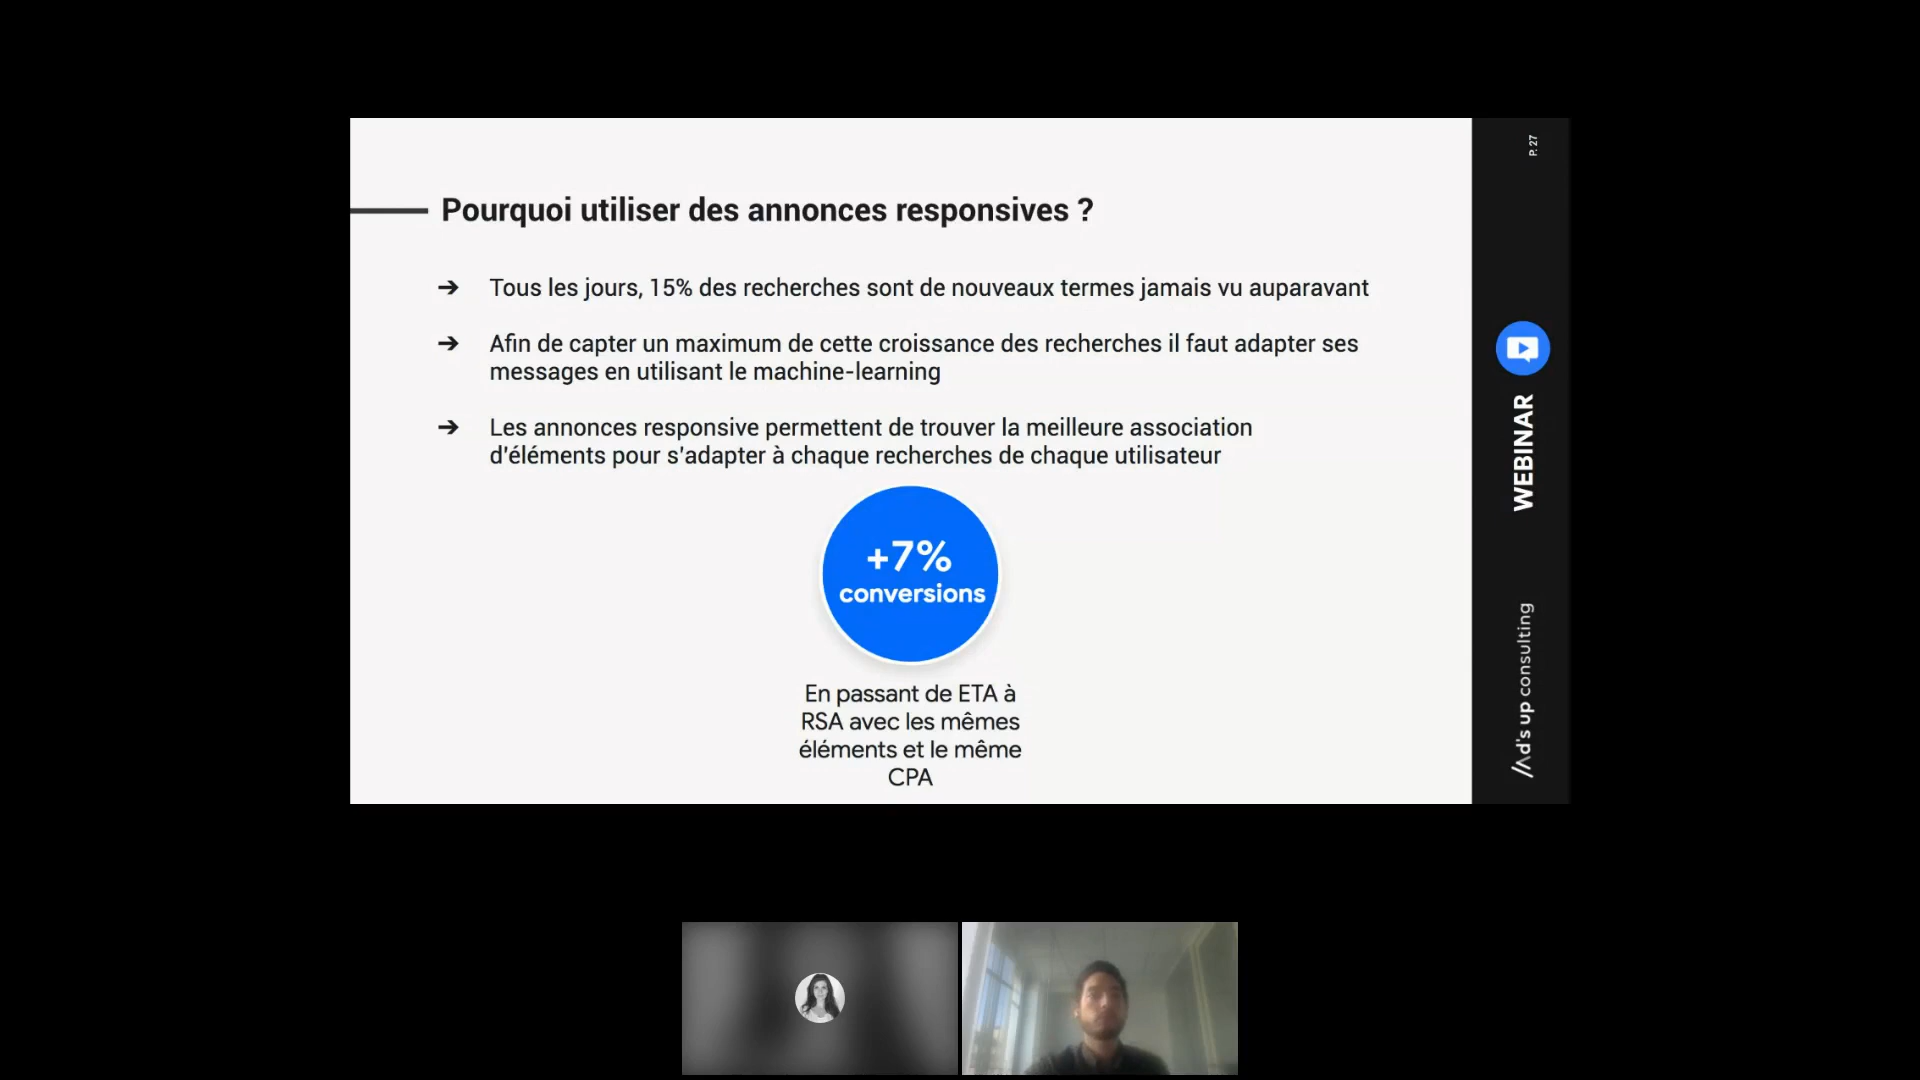 Pourquoi utiliser des annonces responsives ?
➔ Tous les jours, 15% des recherches sont de nouveaux termes jamais vu auparavant
➔ Afin de capter un maximum de cette croissance des recherches il faut adapter ses
messages en utilisant le machine-learning
➔ Les annonces responsive permettent de trouver la meilleure association
d'éléments pour s'adapter à chaque recherches de chaque utilisateur
+7%
conversions
En passant de ETA à
RSA avec les mêmes
éléments et le même
CPA
P. 27
WEBINAR
//\d's up consulting